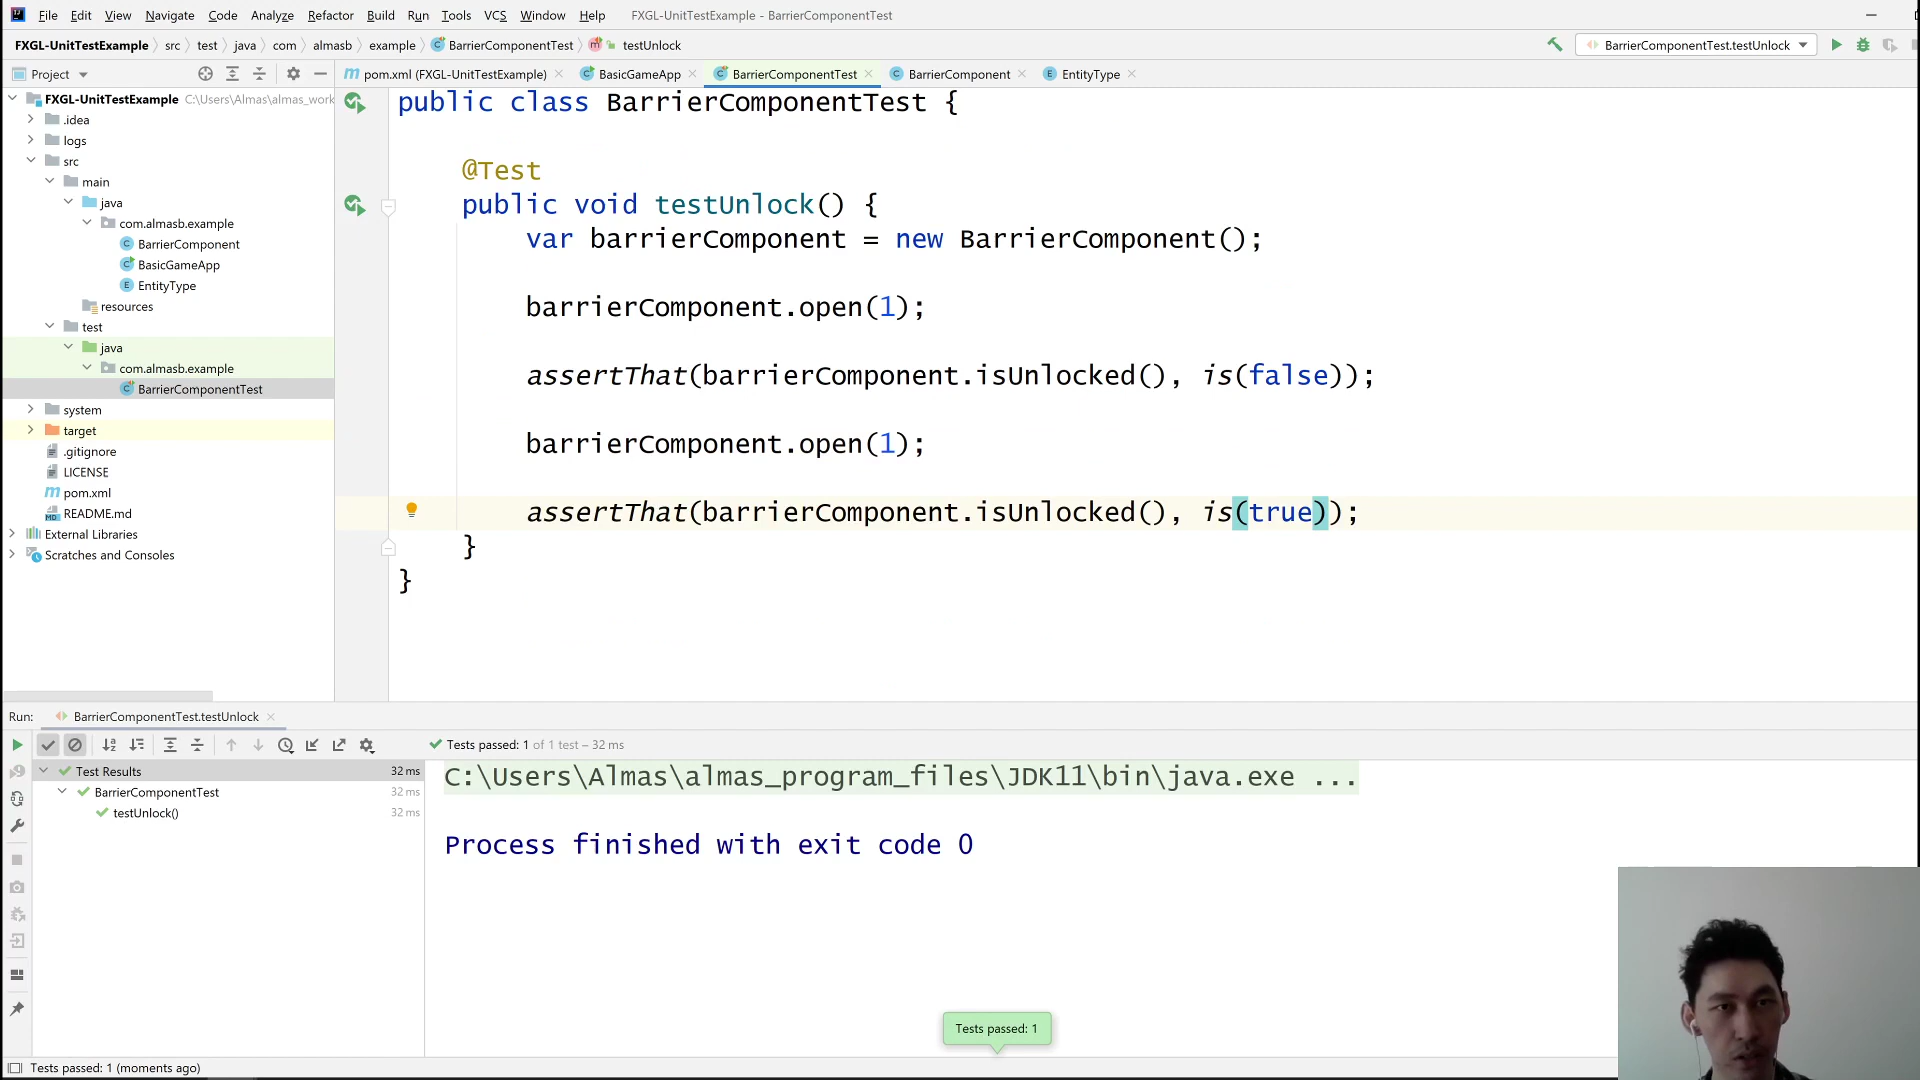 File Edit View Navigate Code Analyze Refactor Build Run Tools VCS Window Help FXGL-UnitTestExample - BarrierComponentTest
FXGL-UnitTestExample src test java com almasb example BarrierComponentTest testUnlock BarrierComponentTest.testUnlock
Project pom.xml (FXGL-UnitTestExample) BasicGameApp BarrierComponentTest BarrierComponent EntityType
FXGL-UnitTestExample C:\Users\Almas\almas_work
.idea
logs
src
main
java
com.almasb.example
BarrierComponent
BasicGameApp
EntityType
resources
test
java
com.almasb.example
BarrierComponentTest
system
target
.gitignore
LICENSE
pom.xml
README.md
External Libraries
Scratches and Consoles
public class BarrierComponentTest {
@Test
public void testUnlock() {
var barrierComponent = new BarrierComponent();
barrierComponent.open(1);
assertThat(barrierComponent.isUnlocked(), is(false));
barrierComponent.open(1);
assertThat(barrierComponent.isUnlocked(), is(true));
}
}
Run: BarrierComponentTest.testUnlock
Tests passed: 1 of 1 test – 32 ms
Test Results 32 ms
BarrierComponentTest 32 ms
testUnlock() 32 ms
C:\Users\Almas\almas_program_files\JDK11\bin\java.exe ...
Process finished with exit code 0
Tests passed: 1
Tests passed: 1 (moments ago)